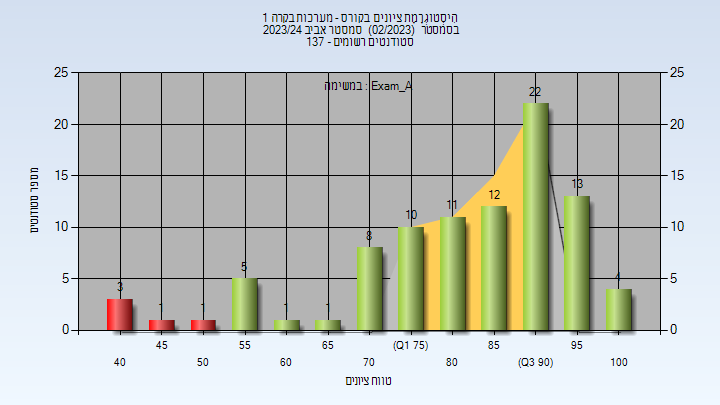 היסטוגרמת ציונים בקורס - מערכות בקרה 1
בסמסטר (02/2023) סמסטר אביב 2023/24
סטודנטים רשומים - 137
במשימה : Exam_A
מספר סטודנטים
25 25
20 20
15 15
10 10
5 5
0 0
3 1 1 5 1 1 8 10 11 12 22 13 4
45 55 65 (Q1 75) 85 95
40 50 60 70 80 (Q3 90) 100
טווח ציונים